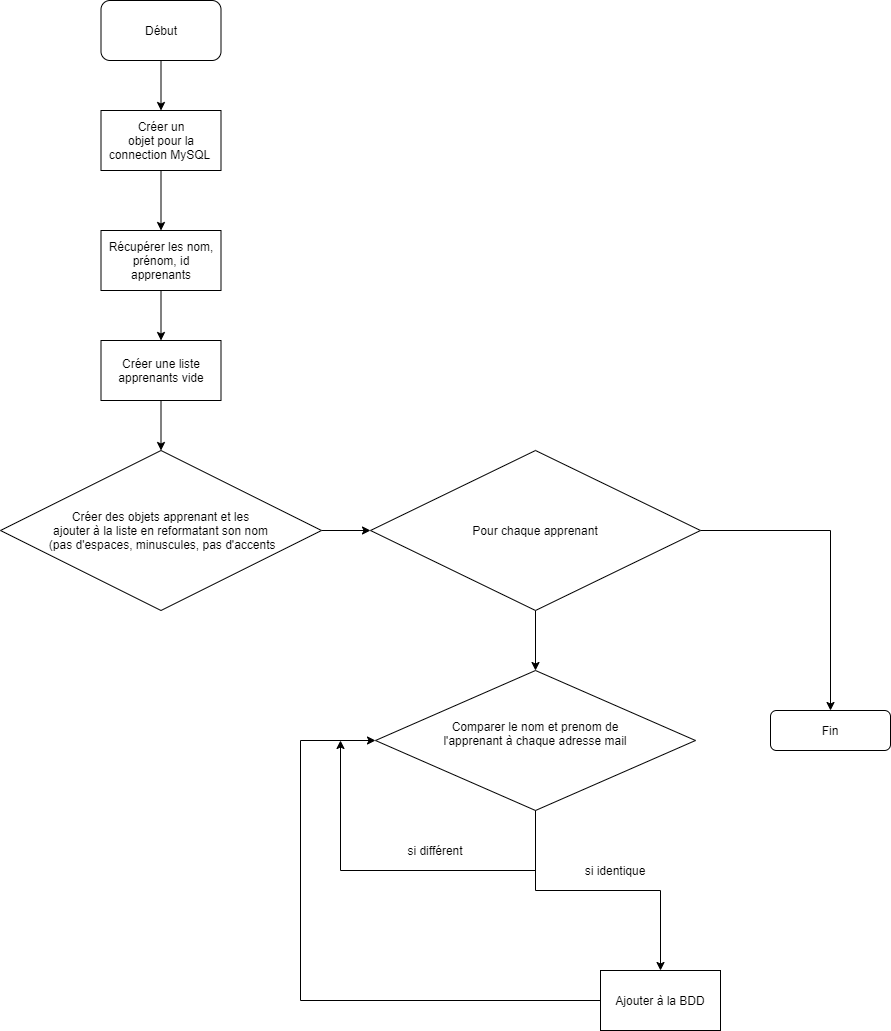 Début
Créer un
objet pour la
connection MySQL
Récupérer les nom,
prénom, id
apprenants
Créer une liste
apprenants vide
Créer des objets apprenant et les
ajouter à la liste en reformatant son nom
(pas d'espaces, minuscules, pas d'accents
Pour chaque apprenant
Comparer le nom et prenom de
l'apprenant à chaque adresse mail
Fin
si différent
si identique
Ajouter à la BDD